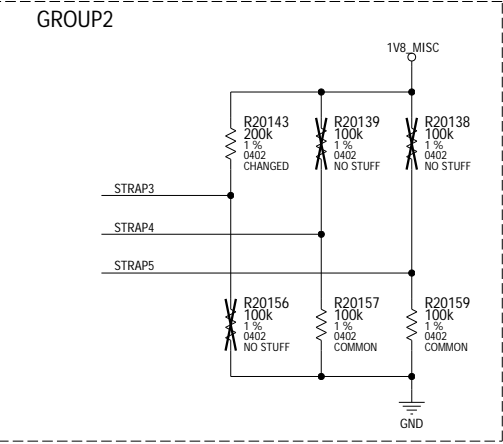 GROUP2
1V8_MISC
R20143
200k
1 %
0402
CHANGED
R20139
100k
1 %
0402
NO STUFF
R20138
100k
1 %
0402
NO STUFF
STRAP3
STRAP4
STRAP5
R20156
100k
1 %
0402
NO STUFF
R20157
100k
1 %
0402
COMMON
R20159
100k
1 %
0402
COMMON
GND